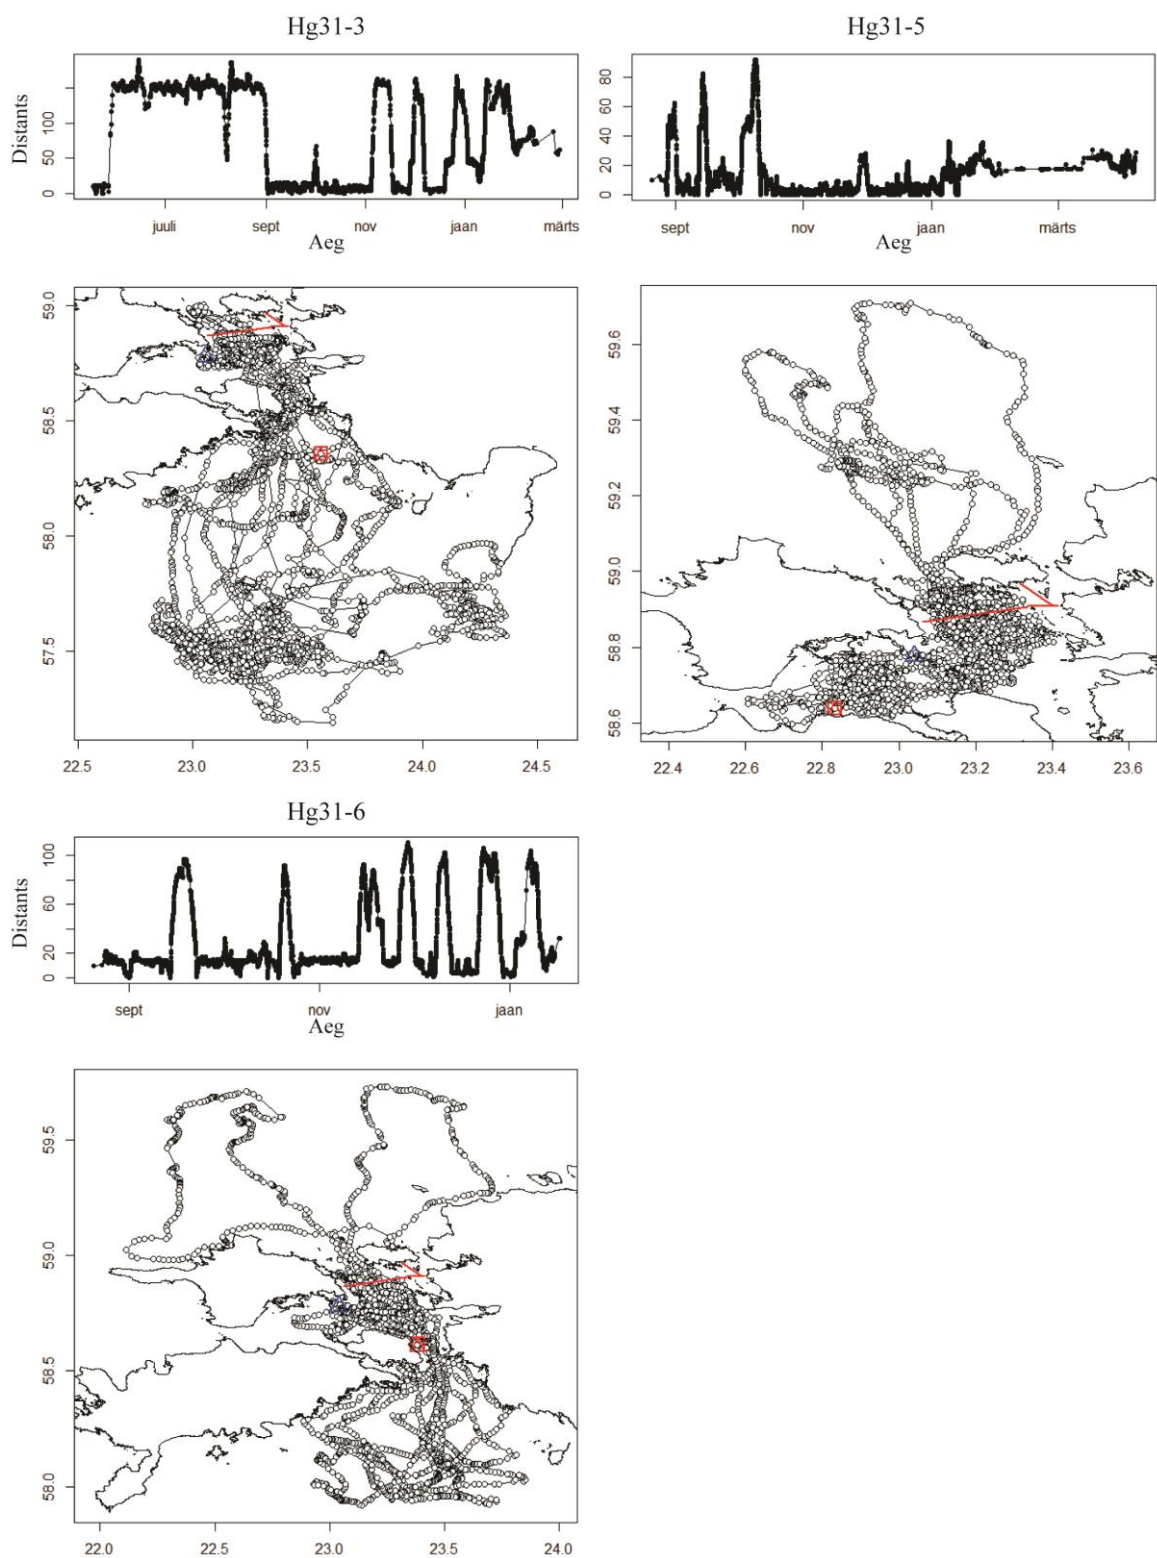 Hg31-3
Distants
0 50 100
juuli sept nov jaan märts
Aeg
57.5 58.0 58.5 59.0
22.5 23.0 23.5 24.0 24.5
Hg31-5
0 20 40 60 80
sept nov jaan märts
Aeg
58.6 58.8 59.0 59.2 59.4 59.6
22.4 22.6 22.8 23.0 23.2 23.4 23.6
Hg31-6
Distants
0 20 60 100
sept nov jaan
Aeg
58.0 58.5 59.0 59.5
22.0 22.5 23.0 23.5 24.0